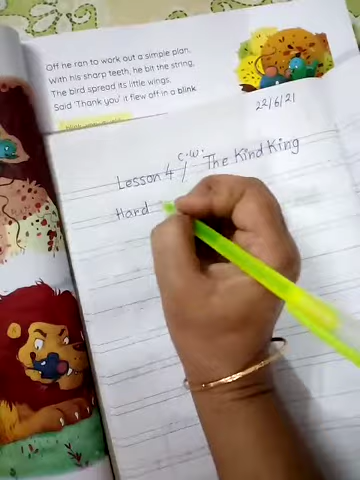 Off he ran to work out a simple plan,
With his sharp teeth, he bit the string,
The bird spread its little wings,
Said 'Thank you' it flew off in a blink
22/6/21
C.W.
Lesson 4 / The Kind King
Hard